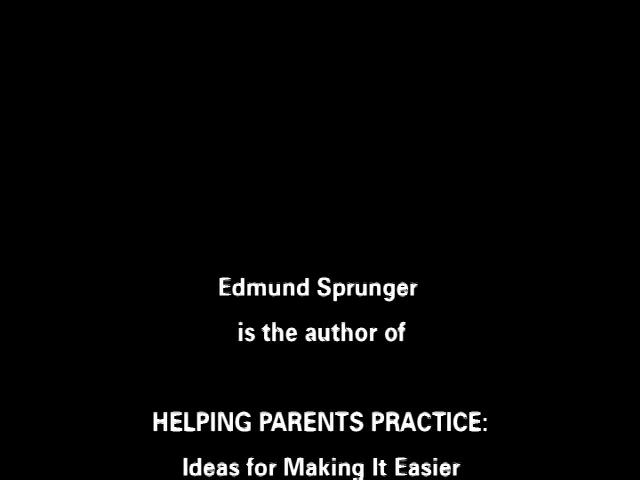 Edmund Sprunger
is the author of
HELPING PARENTS PRACTICE:
Ideas for Making It Easier